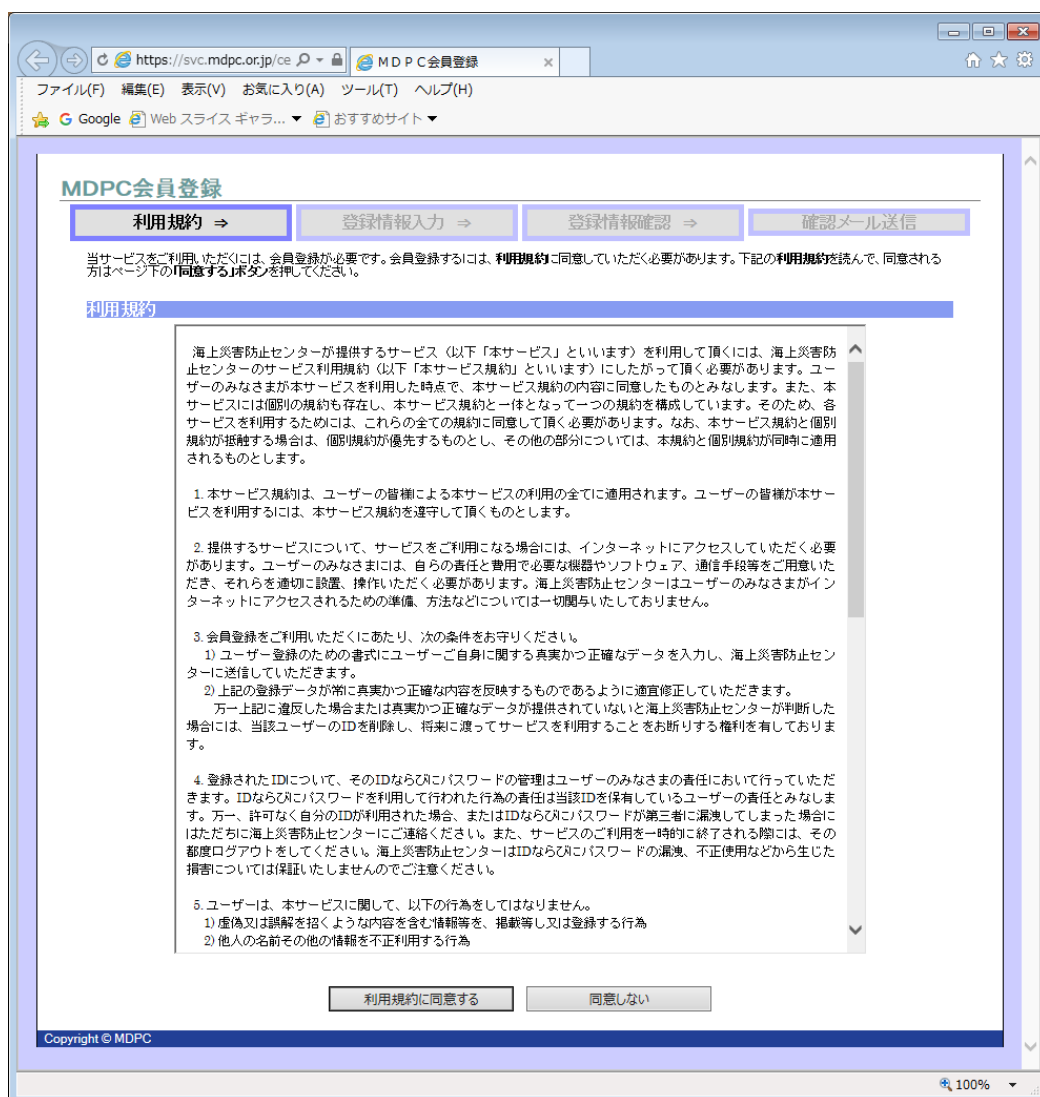 https://svc.mdpc.or.jp/ce
MDPC会員登録
ファイル(F) 編集(E) 表示(V) お気に入り(A) ツール(T) ヘルプ(H)
Google Web スライス ギャラ... おすすめサイト
MDPC会員登録
利用規約 ⇒ 登録情報入力 ⇒ 登録情報確認 ⇒ 確認メール送信
当サービスをご利用いただくには、会員登録が必要です。会員登録するには、利用規約に同意していただく必要があります。下記の利用規約を読んで、同意される
方はページ下の「同意する」ボタンを押してください。
利用規約
海上災害防止センターが提供するサービス（以下「本サービス」といいます）を利用して頂くには、海上災害防
止センターのサービス利用規約（以下「本サービス規約」といいます）にしたがって頂く必要があります。ユー
ザーのみなさまが本サービスを利用した時点で、本サービス規約の内容に同意したものとみなします。また、本
サービスには個別の規約も存在し、本サービス規約と一体となって一つの規約を構成しています。そのため、各
サービスを利用するためには、これらの全ての規約に同意して頂く必要があります。なお、本サービス規約と個別
規約が抵触する場合は、個別規約が優先するものとし、その他の部分については、本規約と個別規約が同時に適用
されるものとします。
1. 本サービス規約は、ユーザーの皆様による本サービスの利用の全てに適用されます。ユーザーの皆様が本サー
ビスを利用するには、本サービス規約を遵守して頂くものとします。
2. 提供するサービスについて、サービスをご利用になる場合には、インターネットにアクセスしていただく必要
があります。ユーザーのみなさまには、自らの責任と費用で必要な機器やソフトウェア、通信手段等をご用意いた
だき、それらを適切に設置、操作いただく必要があります。海上災害防止センターはユーザーのみなさまがイン
ターネットにアクセスされるための準備、方法などについては一切関与いたしておりません。
3. 会員登録をご利用いただくにあたり、次の条件をお守りください。
1) ユーザー登録のための書式にユーザーご自身に関する真実かつ正確なデータを入力し、海上災害防止セン
ターに送信していただきます。
2) 上記の登録データが常に真実かつ正確な内容を反映するものであるように適宜修正していただきます。
万一上記に違反した場合または真実かつ正確なデータが提供されていないと海上災害防止センターが判断した
場合には、当該ユーザーのIDを削除し、将来に渡ってサービスを利用することをお断りする権利を有しておりま
す。
4. 登録されたIDについて、そのIDならびにパスワードの管理はユーザーのみなさまの責任において行っていただ
きます。IDならびにパスワードを利用して行われた行為の責任は当該IDを保有しているユーザーの責任とみなしま
す。万一、許可なく自分のIDが利用された場合、またはIDならびにパスワードが第三者に漏洩してしまった場合に
はただちに海上災害防止センターにご連絡ください。また、サービスのご利用を一時的に終了される際には、その
都度ログアウトをしてください。海上災害防止センターはIDならびにパスワードの漏洩、不正使用などから生じた
損害については保証いたしませんのでご注意ください。
5. ユーザーは、本サービスに関して、以下の行為をしてはなりません。
1) 虚偽又は誤解を招くような内容を含む情報等を、掲載等し又は登録する行為
2) 他人の名前その他の情報を不正利用する行為
利用規約に同意する 同意しない
Copyright © MDPC
100%